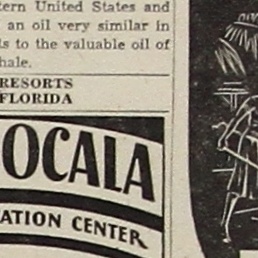 tern United States and
an oil very similar in
ts to the valuable oil of
hale.
RESORTS
FLORIDA
OCALA
ATION CENTER